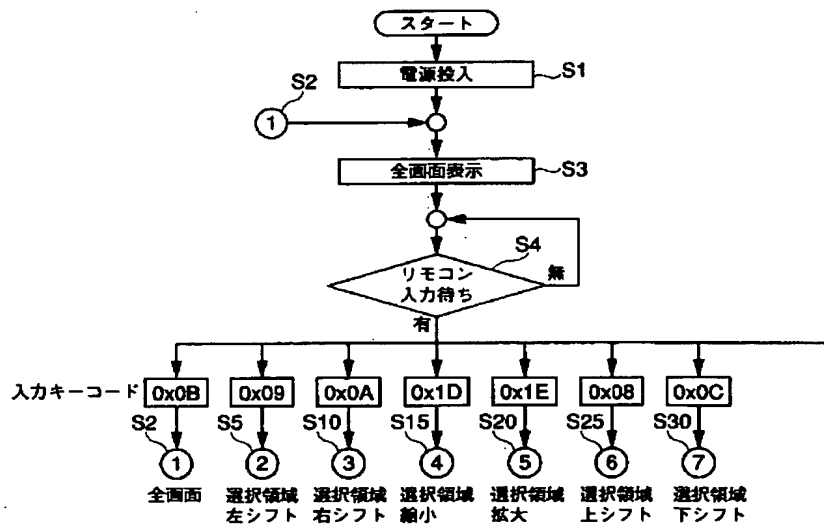 スタート
電源投入
S1
S2
1
全画面表示
S3
S4
リモコン
入力待ち
無
有
入力キーコード
0x0B
0x09
0x0A
0x1D
0x1E
0x08
0x0C
S2
S5
S10
S15
S20
S25
S30
1
2
3
4
5
6
7
全画面
選択領域
左シフト
選択領域
右シフト
選択領域
縮小
選択領域
拡大
選択領域
上シフト
選択領域
下シフト